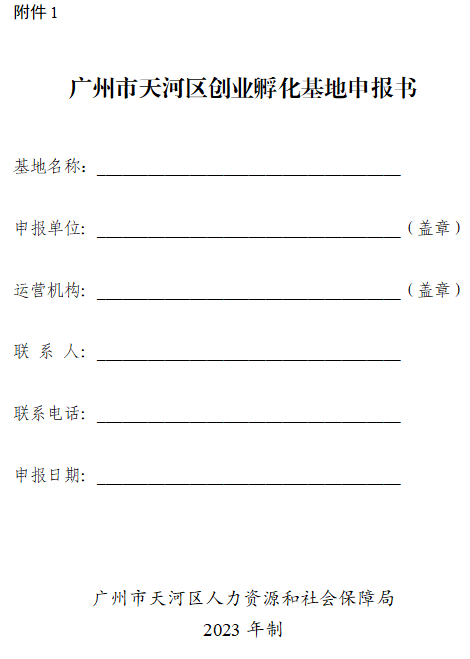 附件 1
广州市天河区创业孵化基地申报书
基地名称：
申报单位：（盖章）
运营机构：（盖章）
联 系 人：
联系电话：
申报日期：
广州市天河区人力资源和社会保障局
2023 年制